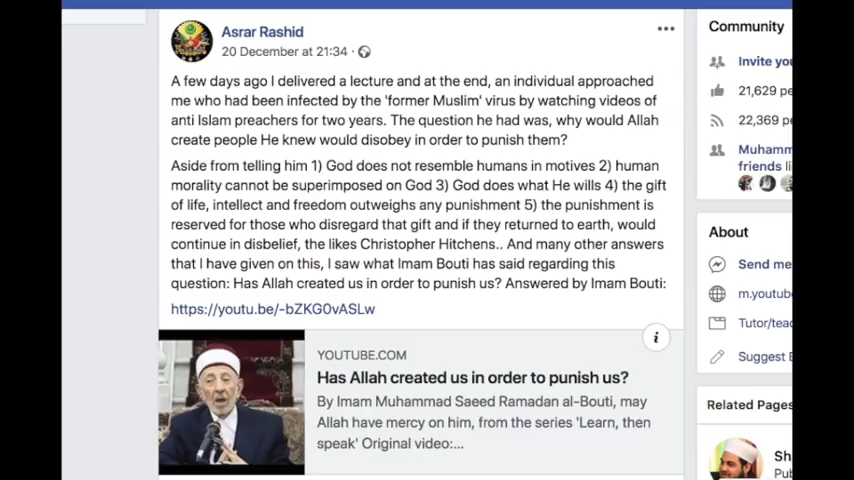 Asrar Rashid
20 December at 21:34 ·
A few days ago I delivered a lecture and at the end, an individual approached
me who had been infected by the 'former Muslim' virus by watching videos of
anti Islam preachers for two years. The question he had was, why would Allah
create people He knew would disobey in order to punish them?
Aside from telling him 1) God does not resemble humans in motives 2) human
morality cannot be superimposed on God 3) God does what He wills 4) the gift
of life, intellect and freedom outweighs any punishment 5) the punishment is
reserved for those who disregard that gift and if they returned to earth, would
continue in disbelief, the likes Christopher Hitchens.. And many other answers
that I have given on this, I saw what Imam Bouti has said regarding this
question: Has Allah created us in order to punish us? Answered by Imam Bouti:
https://youtu.be/-bZKG0vASLw
YOUTUBE.COM
Has Allah created us in order to punish us?
By Imam Muhammad Saeed Ramadan al-Bouti, may
Allah have mercy on him, from the series 'Learn, then
speak' Original video:...
Community
Invite you
21,629 pe
22,369 pe
Muhamm
friends li
About
Send me
m.youtube
Tutor/teac
Suggest E
Related Pages
Sh
Pub